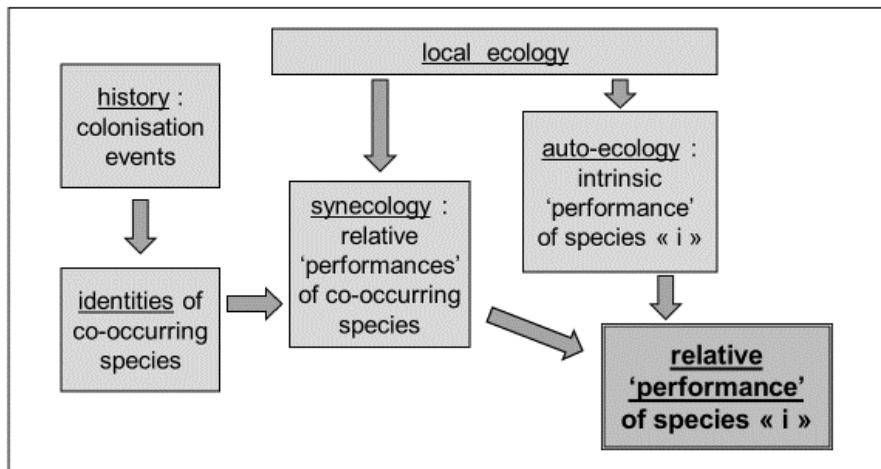 local ecology
history :
colonisation
events
auto-ecology :
intrinsic
‘performance’
of species « i »
synecology :
relative
‘performances’
of co-occurring
species
identities of
co-occurring
species
relative
‘performance’
of species « i »